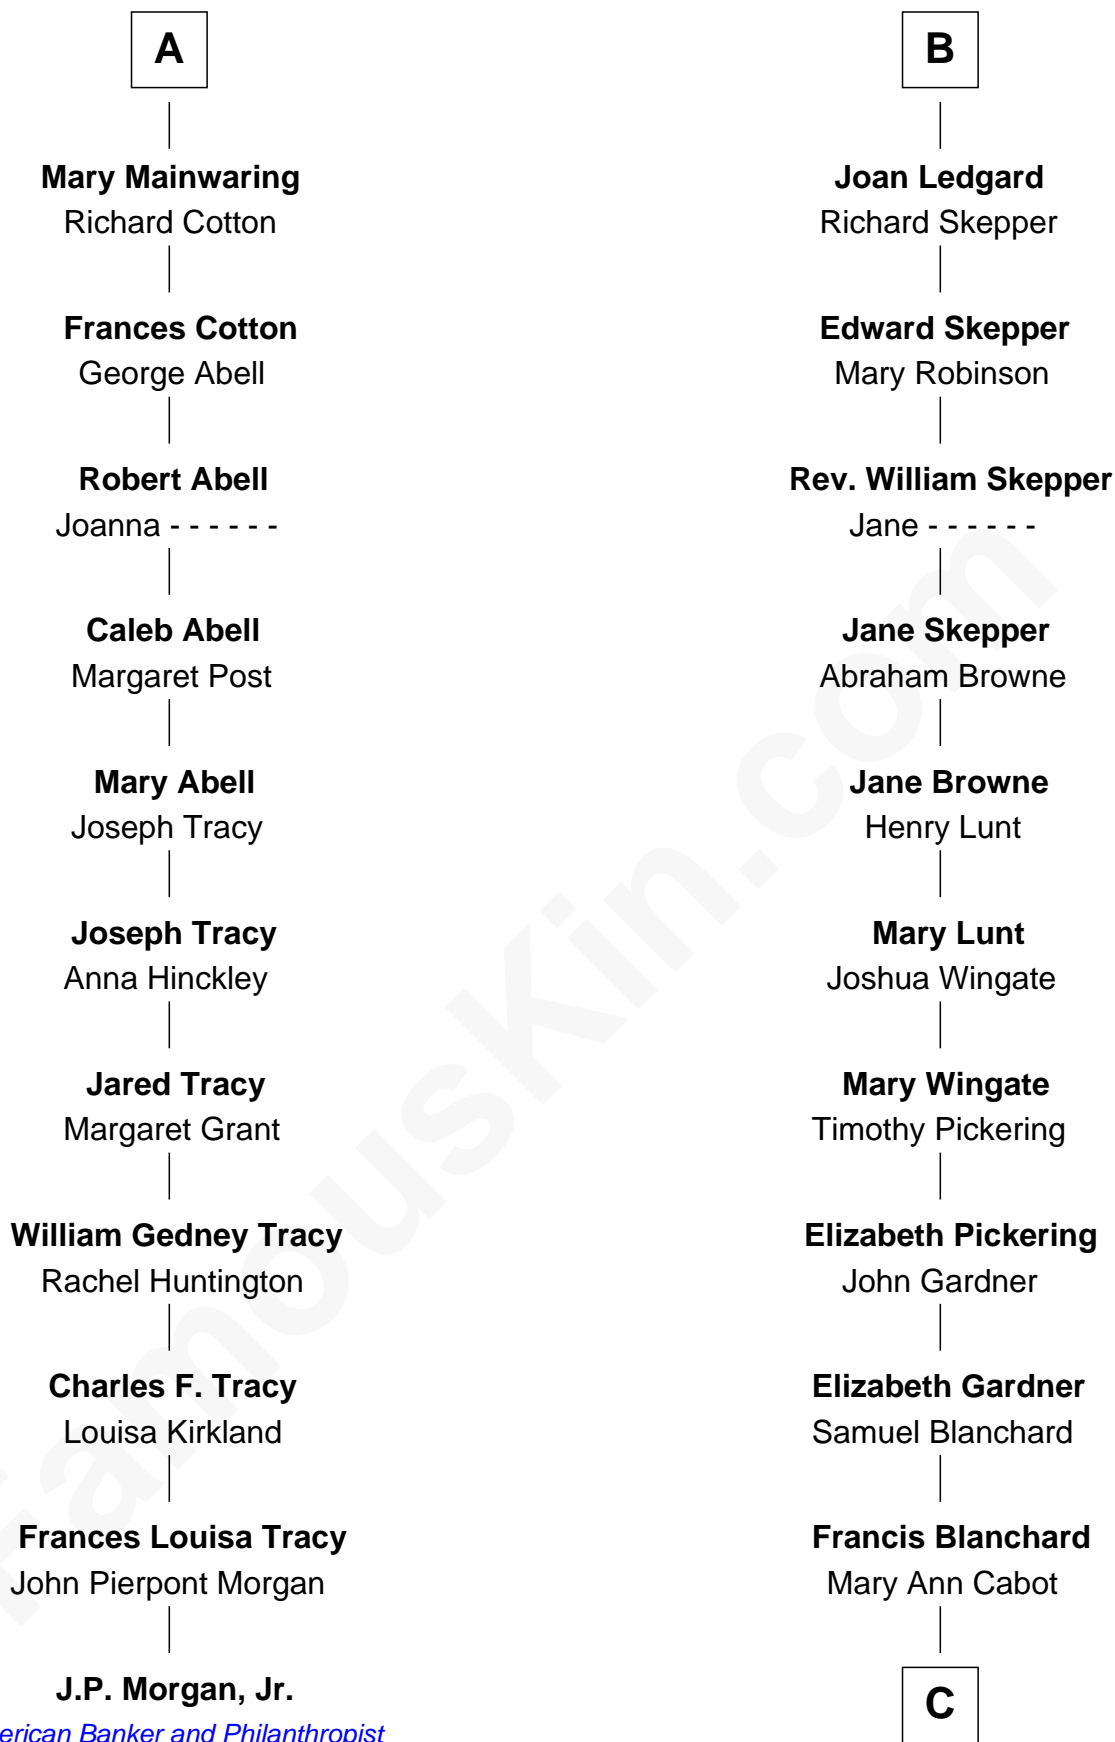 A
Mary Mainwaring
Richard Cotton
Frances Cotton
George Abell
Robert Abell
Joanna - - - - - -
Caleb Abell
Margaret Post
Mary Abell
Joseph Tracy
Joseph Tracy
Anna Hinckley
Jared Tracy
Margaret Grant
William Gedney Tracy
Rachel Huntington
Charles F. Tracy
Louisa Kirkland
Frances Louisa Tracy
John Pierpont Morgan
J.P. Morgan, Jr.
erican Banker and Philanthropist
B
Joan Ledgard
Richard Skepper
Edward Skepper
Mary Robinson
Rev. William Skepper
Jane - - - - - -
Jane Skepper
Abraham Browne
Jane Browne
Henry Lunt
Mary Lunt
Joshua Wingate
Mary Wingate
Timothy Pickering
Elizabeth Pickering
John Gardner
Elizabeth Gardner
Samuel Blanchard
Francis Blanchard
Mary Ann Cabot
C
FamousKin.com